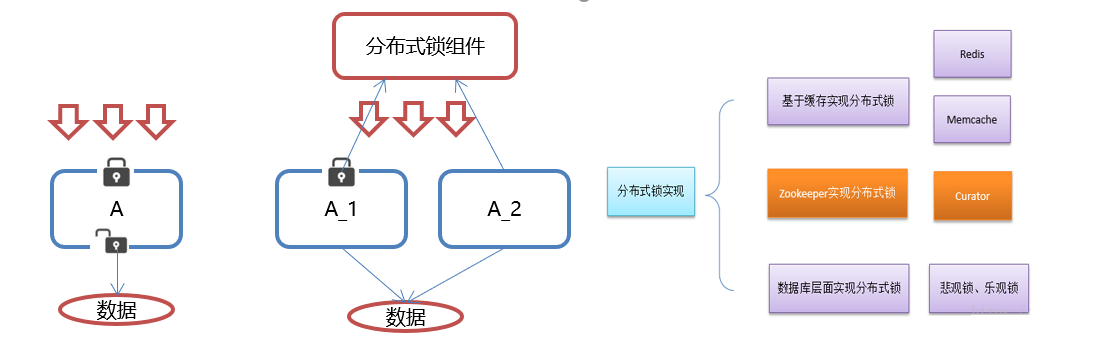 分布式锁组件
A
数据
A_1
A_2
数据
分布式锁实现
基于缓存实现分布式锁
Redis
Memcache
Zookeeper实现分布式锁
Curator
数据库层面实现分布式锁
悲观锁、乐观锁